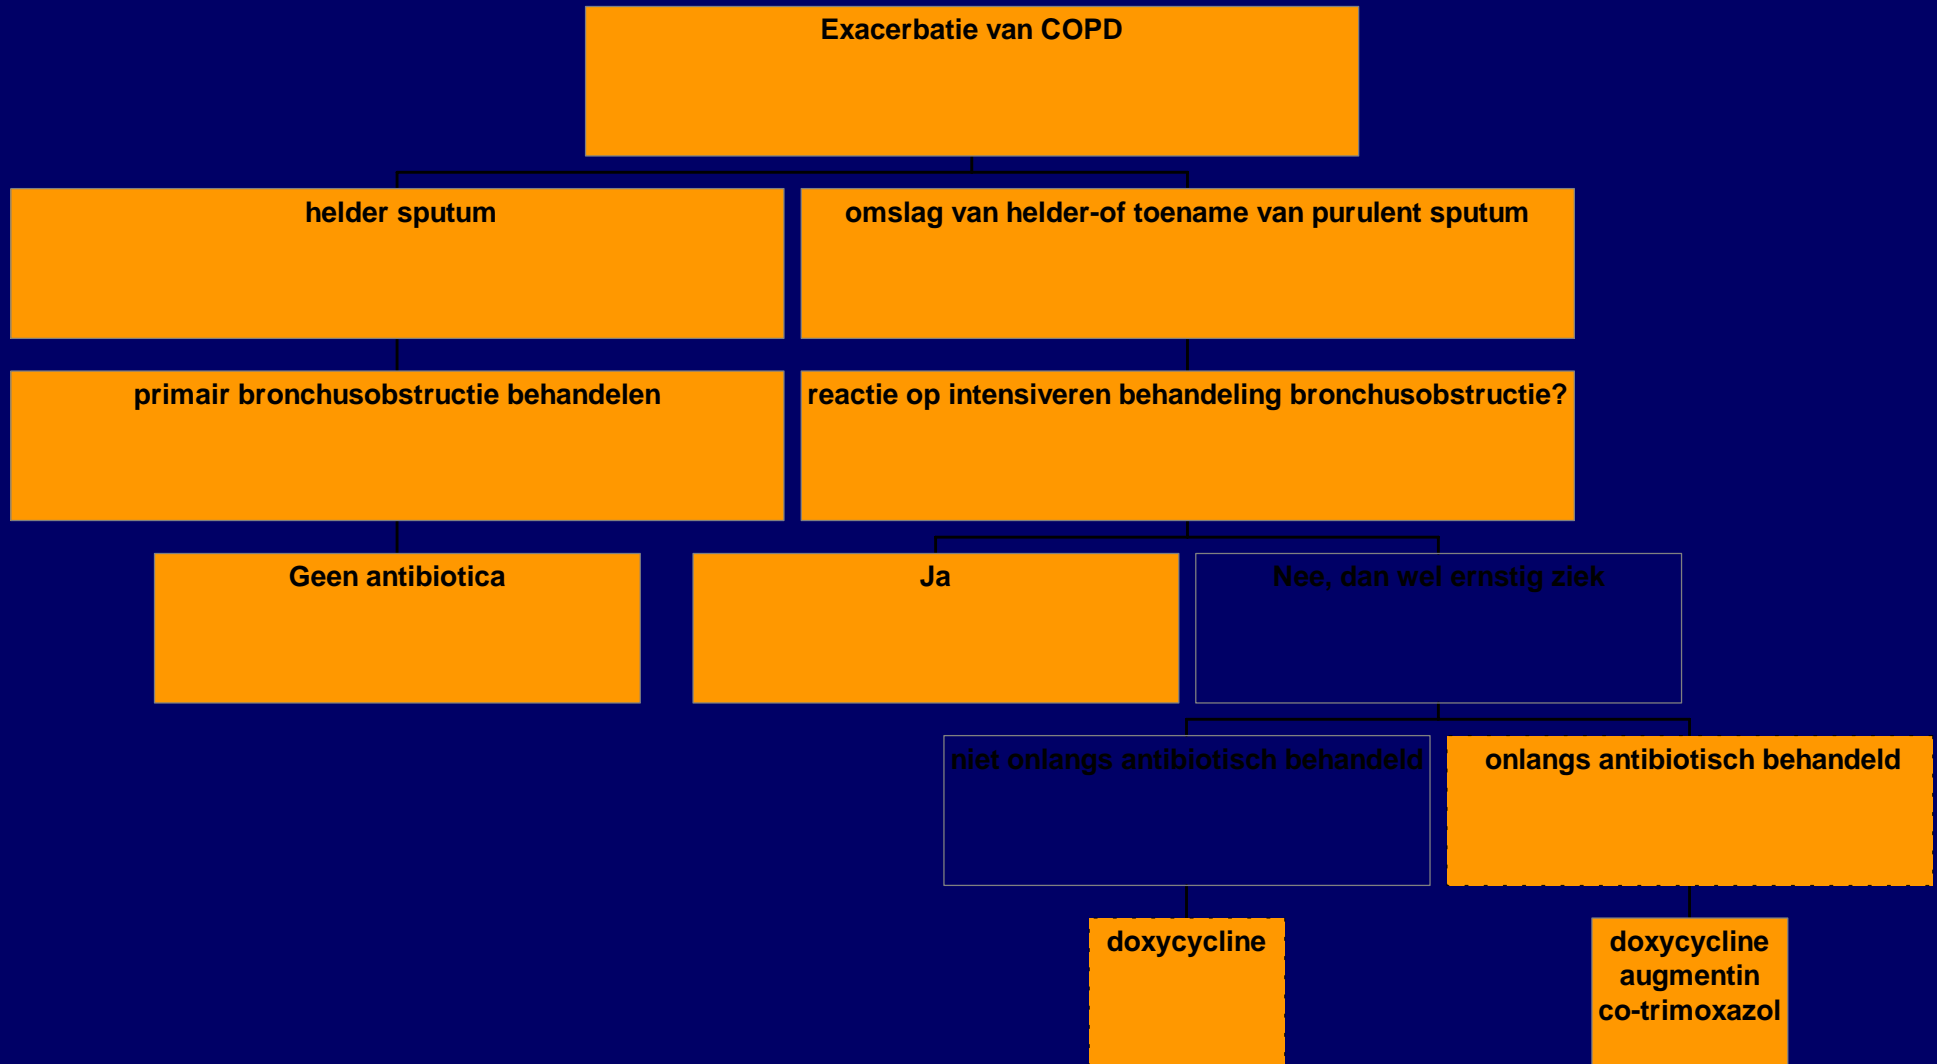 Exacerbatie van COPD
helder sputum
omslag van helder-of toename van purulent sputum
primair bronchusobstructie behandelen
reactie op intensiveren behandeling bronchusobstructie?
Geen antibiotica
Ja
Nee, dan wel ernstig ziek
niet onlangs antibiotisch behandeld
onlangs antibiotisch behandeld
doxycycline
doxycycline
augmentin
co-trimoxazol